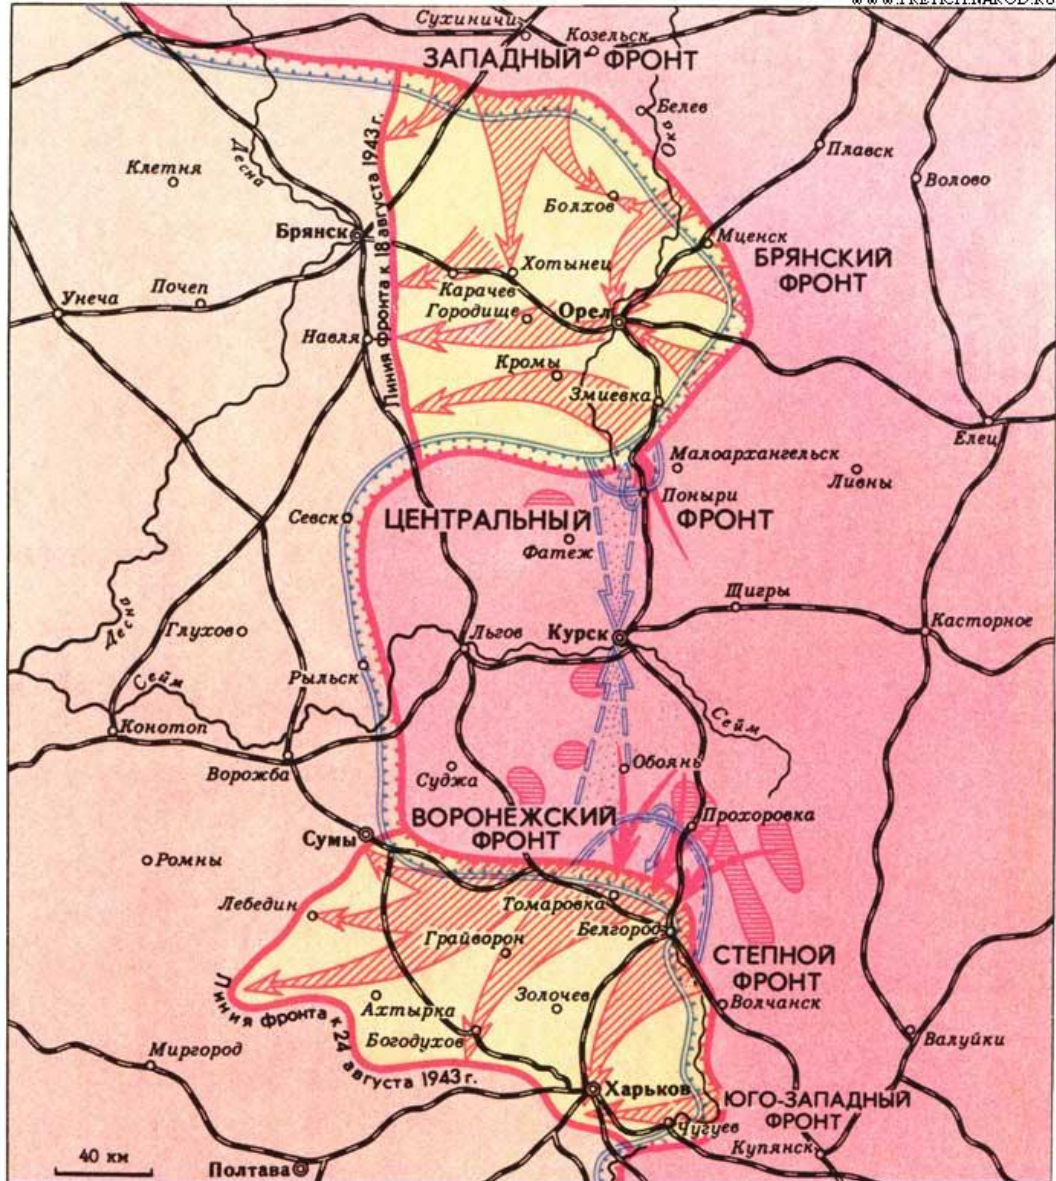 WWW.PRETICH.NAROD.RU
Сухиничи
Козельск
ЗАПАДНЫЙ ФРОНТ
Белев
Ока
Плавск
Волово
Клетня
Десна
Линия фронта к 18 августа 1943 г.
Болхов
Мценск
Брянск
БРЯНСКИЙ
ФРОНТ
Хотынец
Карачев
Почеп
Унеча
Городище
Орел
Навля
Кромы
Змиевка
Елец
Малоархангельск
Ливны
Поныри
Севск
ЦЕНТРАЛЬНЫЙ ФРОНТ
Фатеж
Десна
Щигры
Глухов
Льгов
Курск
Касторное
Рыльск
Сейм
Сейм
Конотоп
Ворожба
Суджа
Обоянь
ВОРОНЕЖСКИЙ
ФРОНТ
Прохоровка
Сумы
Ромны
Лебедин
Томаровка
Белгород
Грайворон
СТЕПНОЙ
ФРОНТ
Волчанск
Золочев
Ахтырка
Линия фронта к 24 августа 1943 г.
Богодухов
Валуйки
Миргород
Харьков
ЮГО-ЗАПАДНЫЙ
ФРОНТ
Чугуев
Купянск
40 км
Полтава